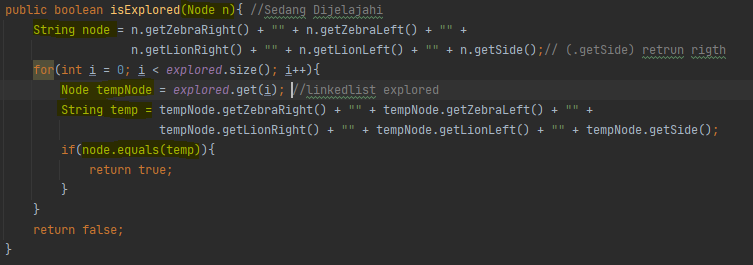 public boolean isExplored(Node n){ //Sedang Dijelajahi
String node = n.getZebraRight() + "" + n.getZebraLeft() + "" +
n.getLionRight() + "" + n.getLionLeft() + "" + n.getSide();// (.getSide) retrun rigth
for(int i = 0; i < explored.size(); i++){
Node tempNode = explored.get(i); //linkedlist explored
String temp = tempNode.getZebraRight() + "" + tempNode.getZebraLeft() + "" +
tempNode.getLionRight() + "" + tempNode.getLionLeft() + "" + tempNode.getSide();
if(node.equals(temp)){
return true;
}
}
return false;
}